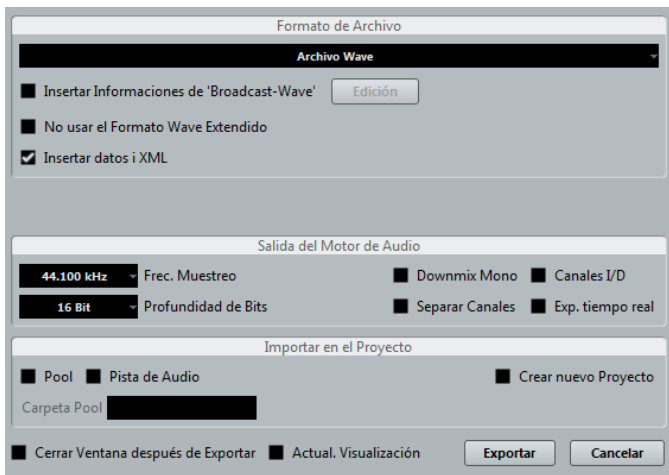 Formato de Archivo
Archivo Wave
Insertar Informaciones de 'Broadcast-Wave' Edición
No usar el Formato Wave Extendido
Insertar datos i XML
Salida del Motor de Audio
44.100 kHz Frec. Muestreo Downmix Mono Canales I/D
16 Bit Profundidad de Bits Separar Canales Exp. tiempo real
Importar en el Proyecto
Pool Pista de Audio Crear nuevo Proyecto
Carpeta Pool
Cerrar Ventana después de Exportar Actual. Visualización Exportar Cancelar